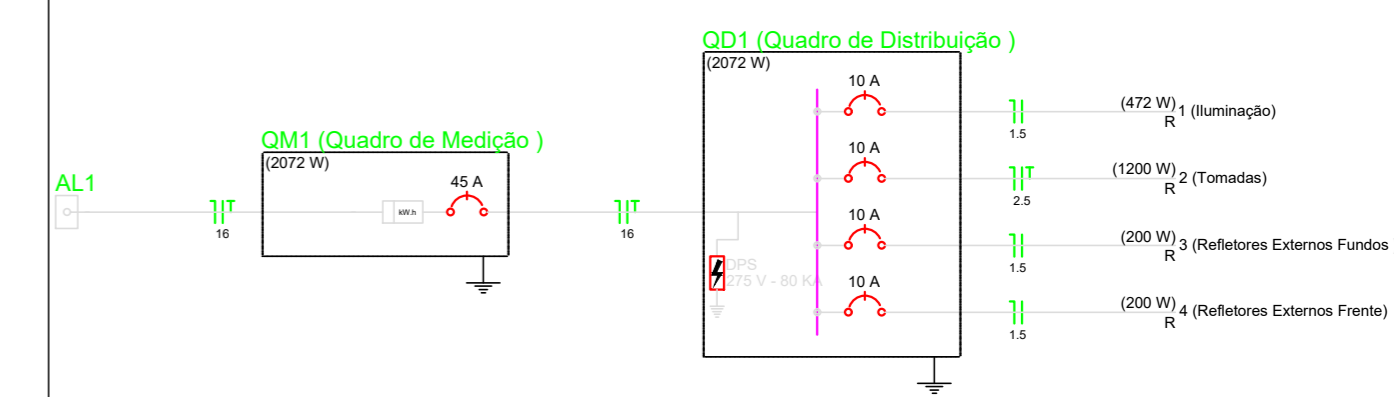 QD1 (Quadro de Distribuição )
(2072 W)
10 A
(472 W)
R
1 (Iluminação)
1.5
QM1 (Quadro de Medição )
(2072 W)
45 A
kW.h
AL1
16
16
10 A
(1200 W)
R
2 (Tomadas)
2.5
10 A
(200 W)
R
3 (Refletores Externos Fundos
1.5
DPS
275 V - 80 KA
10 A
(200 W)
R
4 (Refletores Externos Frente)
1.5